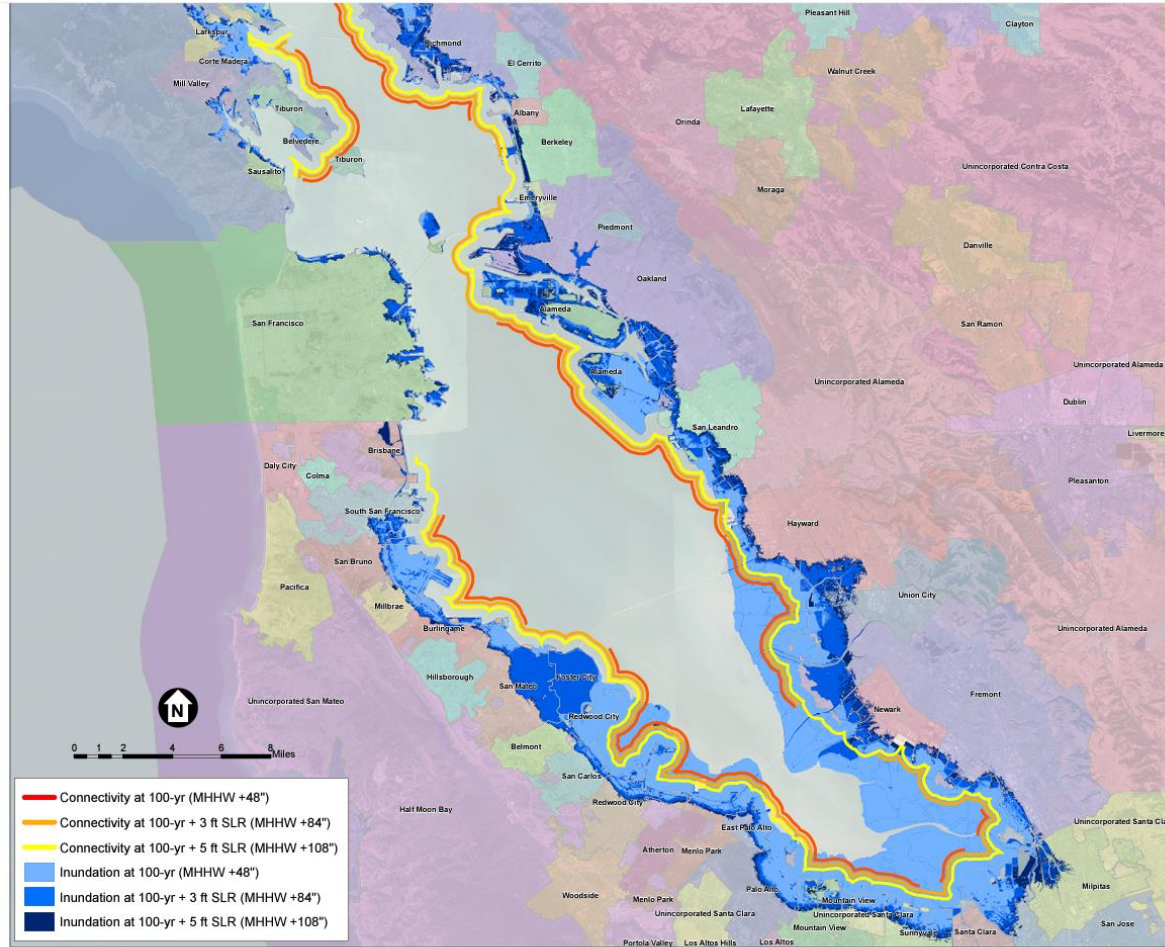 Pleasant Hill
Clayton
Larkspur
Richmond
El Cerrito
Walnut Creek
Corte Madera
Mill Valley
Albany
Lafayette
Orinda
Tiburon
Belvedere
Berkeley
Tiburon
Unincorporated Contra Costa
Sausalito
Moraga
Emeryville
Piedmont
Danville
Oakland
San Francisco
Alameda
San Ramon
Alameda
Unincorporated Alameda
Unincorporated Alameda
Dublin
San Leandro
Livermore
Brisbane
Daly City
Colma
Pleasanton
South San Francisco
Hayward
San Bruno
Pacifica
Union City
Millbrae
Burlingame
Unincorporated Alameda
Hillsborough
Foster City
San Mateo
Fremont
Unincorporated San Mateo
Newark
Redwood City
N
Belmont
0 2 4 6 8
Miles
San Carlos
Redwood City
Half Moon Bay
East Palo Alto
Unincorporated Santa Cla
Atherton
Menlo Park
Woodside
Palo Alto
Milpitas
Menlo Park
Mountain View
Unincorporated Santa Clara
Unincorporated Santa Clara
Mountain View
Sunnyvale
Santa Clara
San Jose
Portola Valley
Los Altos Hills
Los Altos
Connectivity at 100-yr (MHHW +48")
Connectivity at 100-yr + 3 ft SLR (MHHW +84")
Connectivity at 100-yr + 5 ft SLR (MHHW +108")
Inundation at 100-yr (MHHW +48")
Inundation at 100-yr + 3 ft SLR (MHHW +84")
Inundation at 100-yr + 5 ft SLR (MHHW +108")